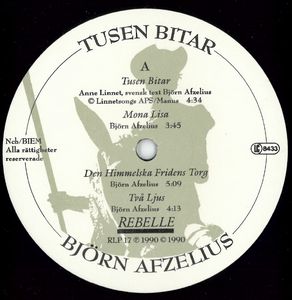 TUSEN BITAR
A
Tusen Bitar
Anne Linnet, svensk text Björn Afzelius
© Linnetsongs APS/Manus 4:34
Mona Lisa
Björn Afzelius 3:45
Ncb/BIEM
Alla rättigheter
reserverade
LC 8433
Den Himmelska Fridens Torg
Björn Afzelius 5:09
Två Ljus
Björn Afzelius 4:13
REBELLE
RLP 17 ℗ 1990 © 1990
BJÖRN AFZELIUS